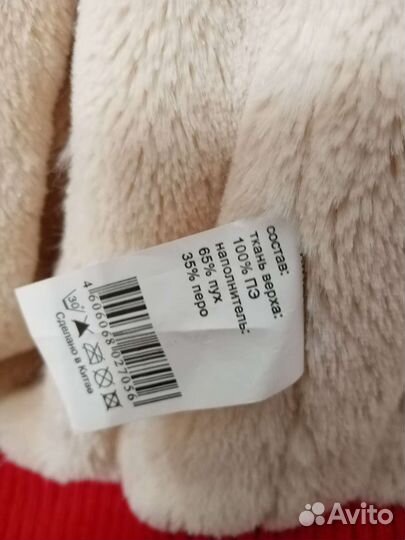 состав:
ткань верха:
100% ПЭ
наполнитель:
65% пух
35% перо
4606068027056
30
Сделано в Китае
Avito